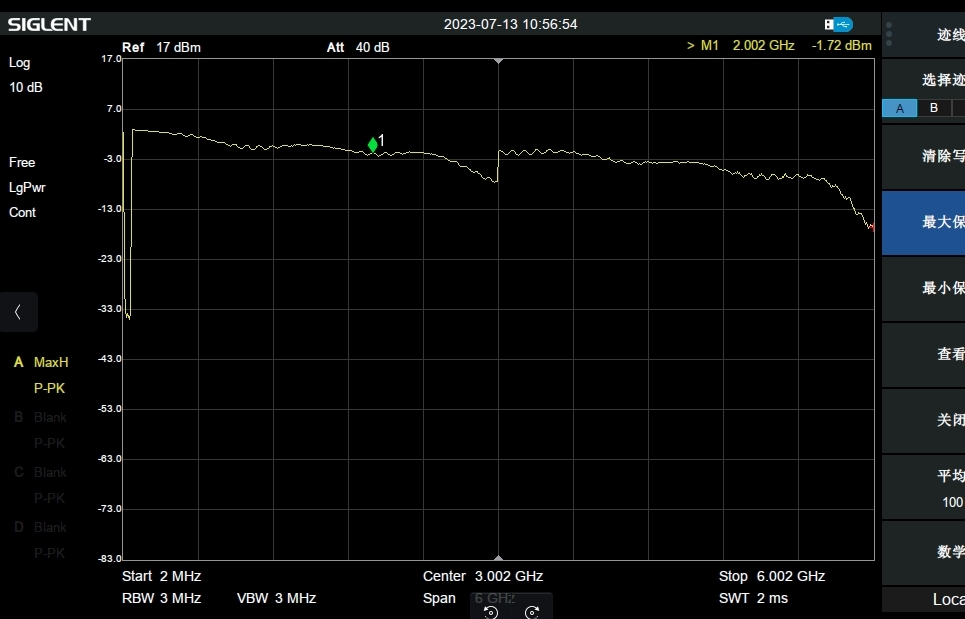 SIGLENT 2023-07-13 10:56:54
Ref 17 dBm Att 40 dB > M1 2.002 GHz -1.72 dBm
Log
10 dB
Free
LgPwr
Cont
17.0
7.0
-3.0
-13.0
-23.0
-33.0
-43.0
-53.0
-63.0
-73.0
-83.0
1
A MaxH
P-PK
B Blank
P-PK
C Blank
P-PK
D Blank
P-PK
Start 2 MHz Center 3.002 GHz Stop 6.002 GHz
RBW 3 MHz VBW 3 MHz Span 6 GHz SWT 2 ms
迹线
选择迹
A B
清除写
最大保
最小保
查看
关闭
平均
100
数学
Loca